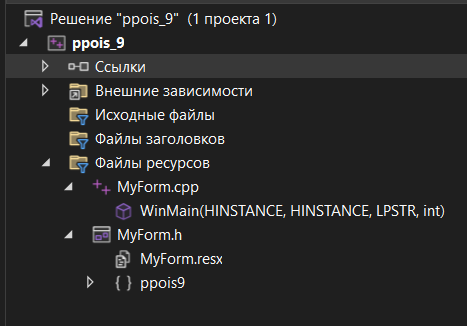 Решение "ppois_9" (1 проекта 1)
ppois_9
Ссылки
Внешние зависимости
Исходные файлы
Файлы заголовков
Файлы ресурсов
MyForm.cpp
WinMain(HINSTANCE, HINSTANCE, LPSTR, int)
MyForm.h
MyForm.resx
ppois9